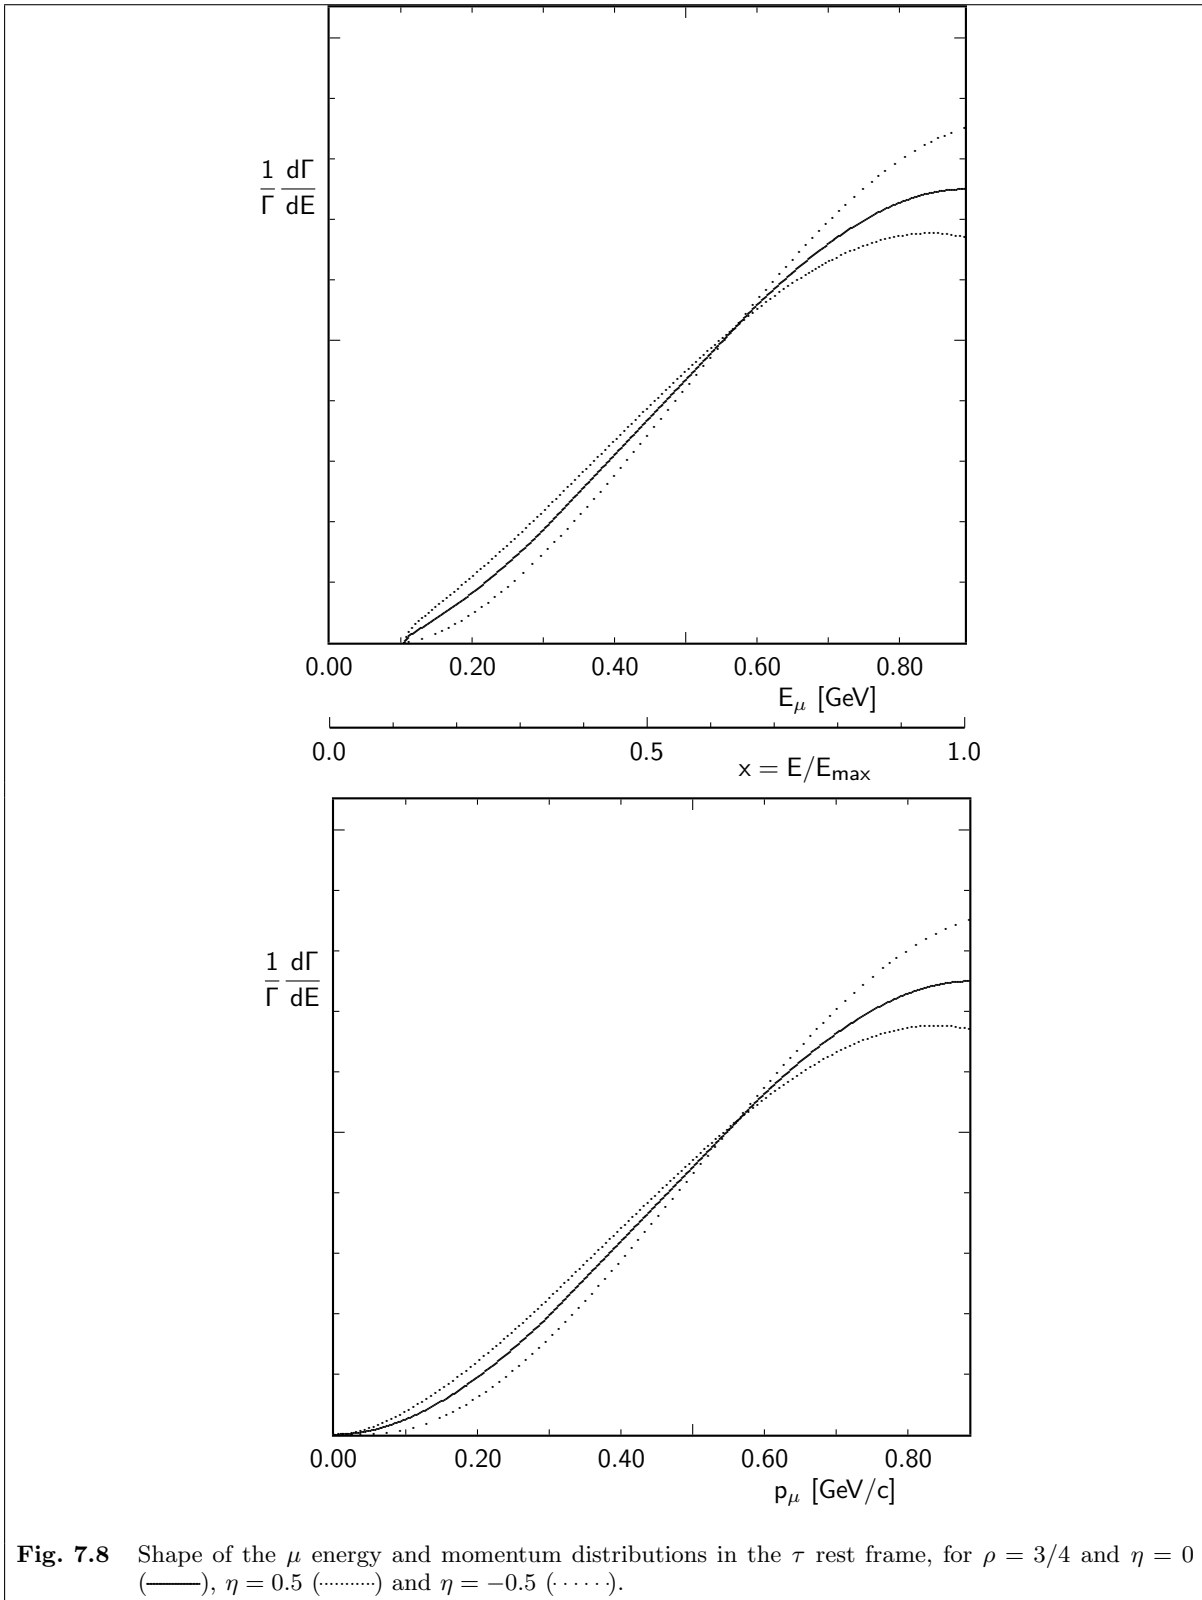 1 dΓ
Γ dE
0.00 0.20 0.40 0.60 0.80
E_μ [GeV]
0.0 0.5 1.0
x = E/E_max
1 dΓ
Γ dE
0.00 0.20 0.40 0.60 0.80
p_μ [GeV/c]
Fig. 7.8 Shape of the μ energy and momentum distributions in the τ rest frame, for ρ = 3/4 and η = 0
(———), η = 0.5 (··········) and η = −0.5 (· · · · · ·).